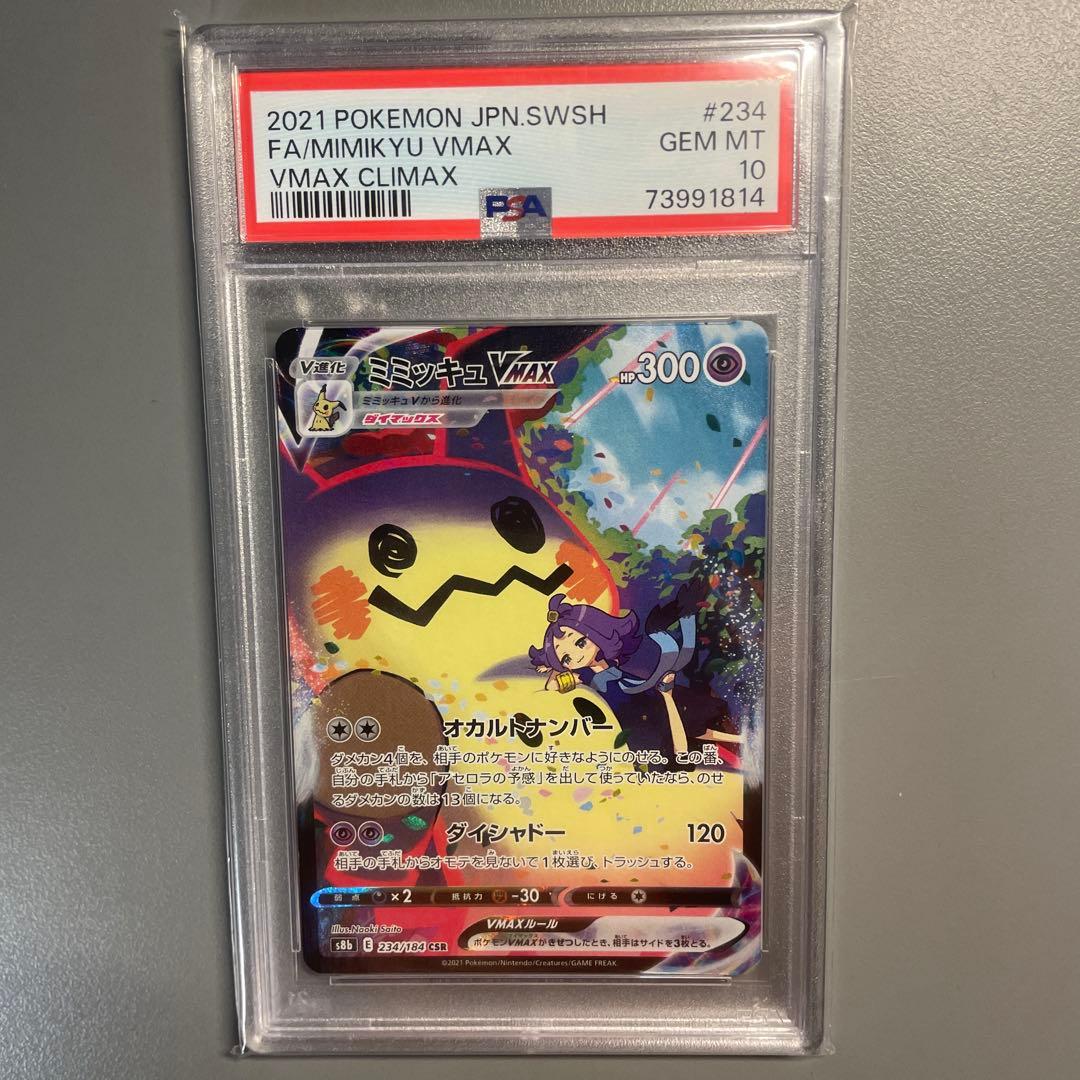 2021 POKEMON JPN.SWSH #234
FA/MIMIKYU VMAX GEM MT
VMAX CLIMAX 10
PSA 73991814
V進化 ミミッキュVMAX HP300
ミミッキュVから進化
ダイマックス
オカルトナンバー
ダメカン4個を、相手のポケモンに好きなようにのせる。この番、
自分の手札から「アセロラの予感」を出して使っていたなら、のせ
るダメカンの数は13個になる。
ダイシャドー 120
相手の手札からオモテを見ないで1枚選び、トラッシュする。
弱点 ×2 抵抗力 -30 にげる
Illus.Naoki Saito VMAXルール
s8b E 234/184 CSR ポケモンVMAXがきぜつしたとき、相手はサイドを3枚とる。
©2021 Pokémon/Nintendo/Creatures/GAME FREAK.